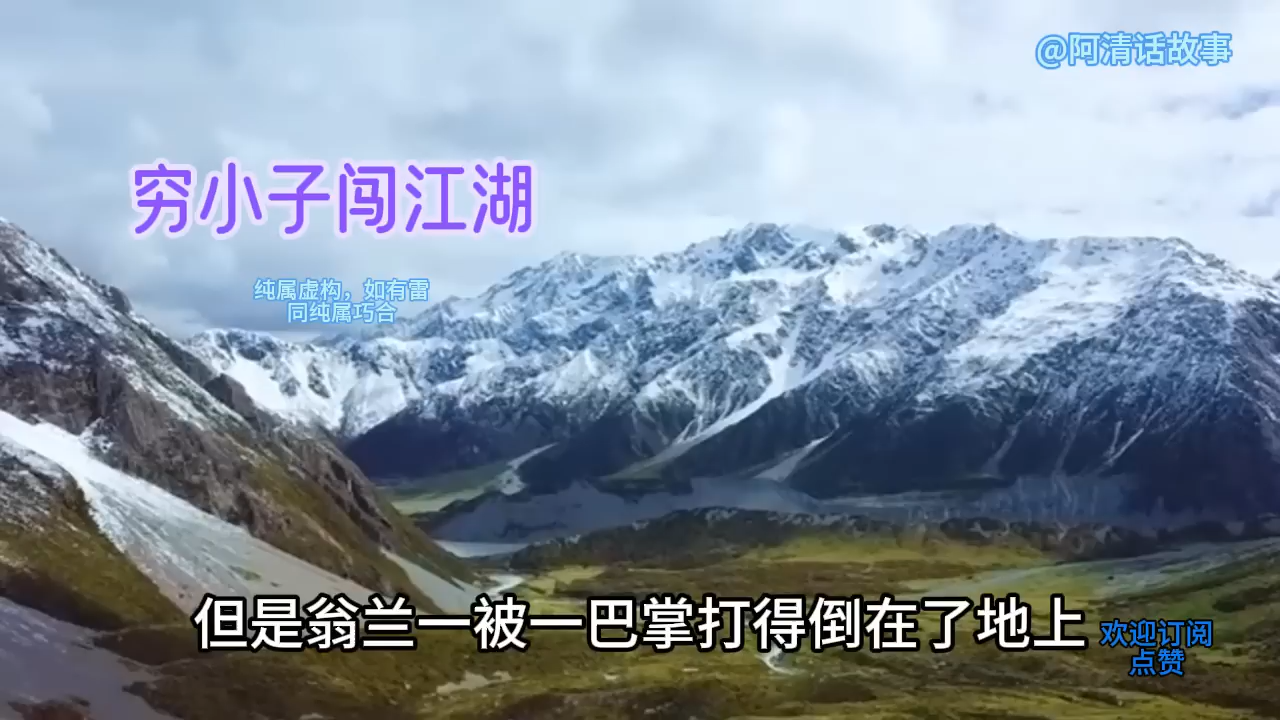 @阿清话故事
穷小子闯江湖
纯属虚构，如有雷
同纯属巧合
但是翁兰一被一巴掌打得倒在了地上
欢迎订阅
点赞